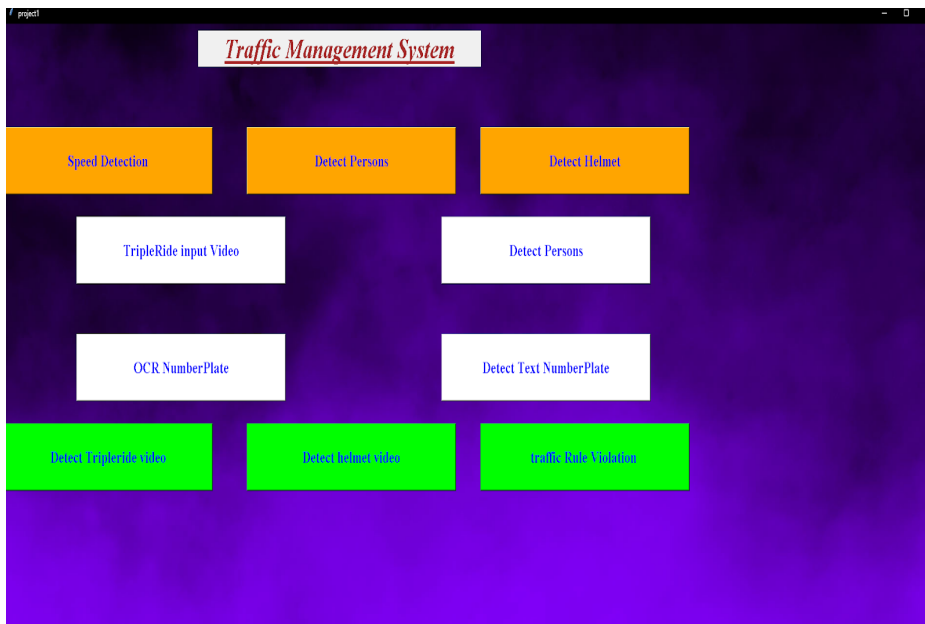 project1
Traffic Management System
Speed Detection
Detect Persons
Detect Helmet
TripleRide input Video
Detect Persons
OCR NumberPlate
Detect Text NumberPlate
Detect Tripleride video
Detect helmet video
traffic Rule Violation